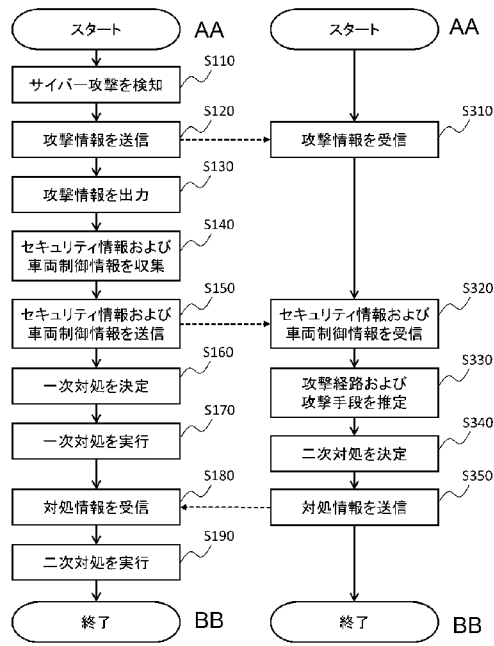 スタート
AA
S110
サイバー攻撃を検知
S120
攻撃情報を送信
S130
攻撃情報を出力
S140
セキュリティ情報および
車両制御情報を収集
S150
セキュリティ情報および
車両制御情報を送信
S160
一次対処を決定
S170
一次対処を実行
S180
対処情報を受信
S190
二次対処を実行
終了
BB
スタート
AA
S310
攻撃情報を受信
S320
セキュリティ情報および
車両制御情報を受信
S330
攻撃経路および
攻撃手段を推定
S340
二次対処を決定
S350
対処情報を送信
終了
BB